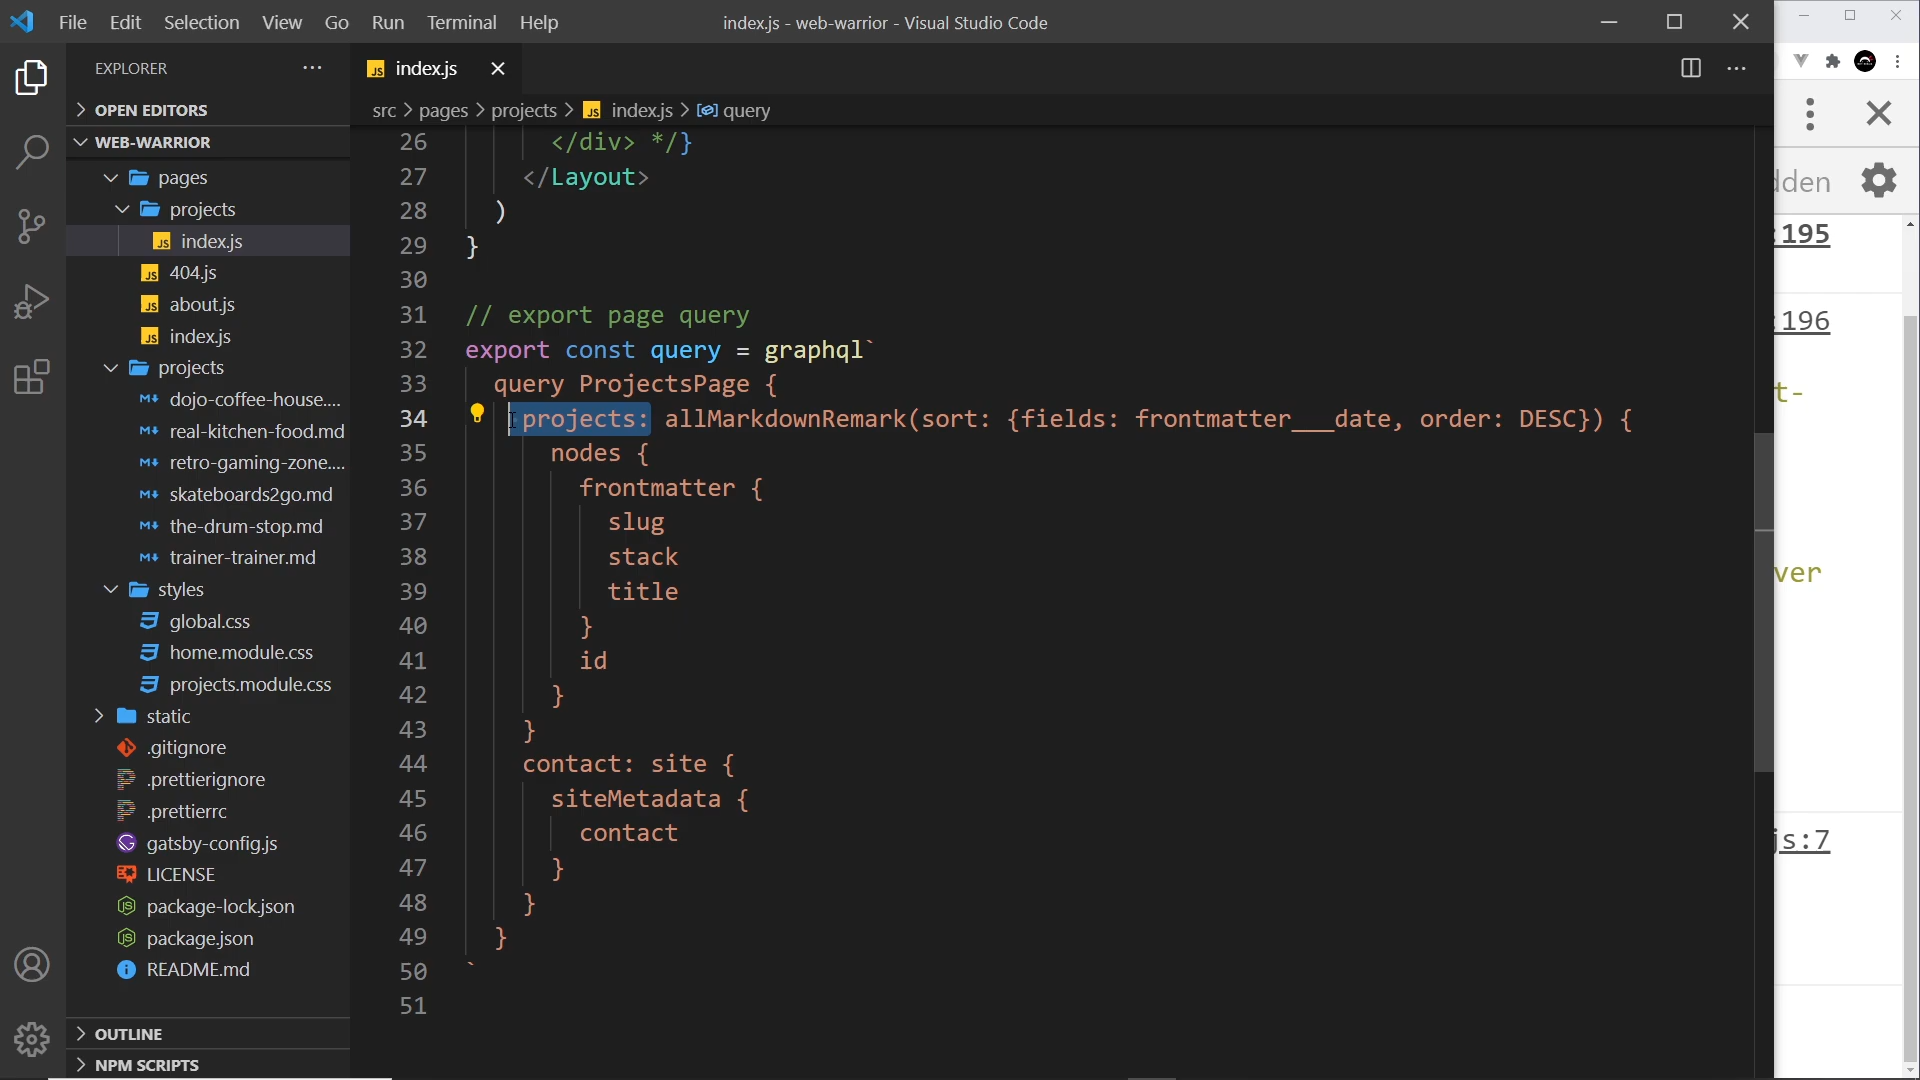 File Edit Selection View Go Run Terminal Help
index.js - web-warrior - Visual Studio Code
EXPLORER
OPEN EDITORS
WEB-WARRIOR
pages
projects
index.js
404.js
about.js
index.js
projects
dojo-coffee-house....
real-kitchen-food.md
retro-gaming-zone....
skateboards2go.md
the-drum-stop.md
trainer-trainer.md
styles
global.css
home.module.css
projects.module.css
static
.gitignore
.prettierignore
.prettierrc
gatsby-config.js
LICENSE
package-lock.json
package.json
README.md
OUTLINE
NPM SCRIPTS
index.js
src > pages > projects > index.js > query
26 </div> */}
27 </Layout>
28 )
29 }
30
31 // export page query
32 export const query = graphql`
33 query ProjectsPage {
34 projects: allMarkdownRemark(sort: {fields: frontmatter___date, order: DESC}) {
35 nodes {
36 frontmatter {
37 slug
38 stack
39 title
40 }
41 id
42 }
43 }
44 contact: site {
45 siteMetadata {
46 contact
47 }
48 }
49 }
50 `
51
dden
:195
:196
t-
ver
js:7